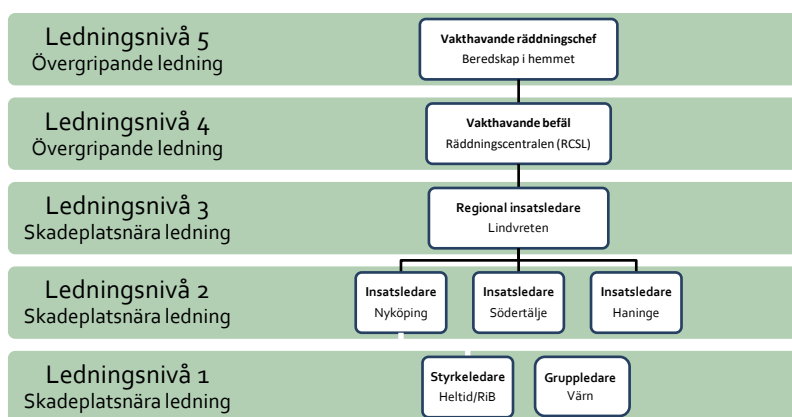 Ledningsnivå 5
Övergripande ledning
Vakthavande räddningschef
Beredskap i hemmet
Ledningsnivå 4
Övergripande ledning
Vakthavande befäl
Räddningscentralen (RCSL)
Ledningsnivå 3
Skadeplatsnära ledning
Regional insatsledare
Lindvreten
Ledningsnivå 2
Skadeplatsnära ledning
Insatsledare
Nyköping
Insatsledare
Södertälje
Insatsledare
Haninge
Ledningsnivå 1
Skadeplatsnära ledning
Styrkeledare
Heltid/RiB
Gruppledare
Värn